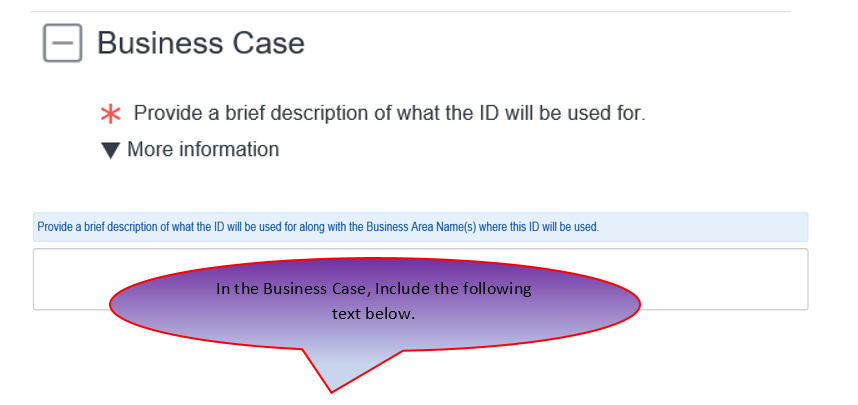 Business Case
* Provide a brief description of what the ID will be used for.
▼ More information
Provide a brief description of what the ID will be used for along with the Business Area Name(s) where this ID will be used.
In the Business Case, Include the following
text below.